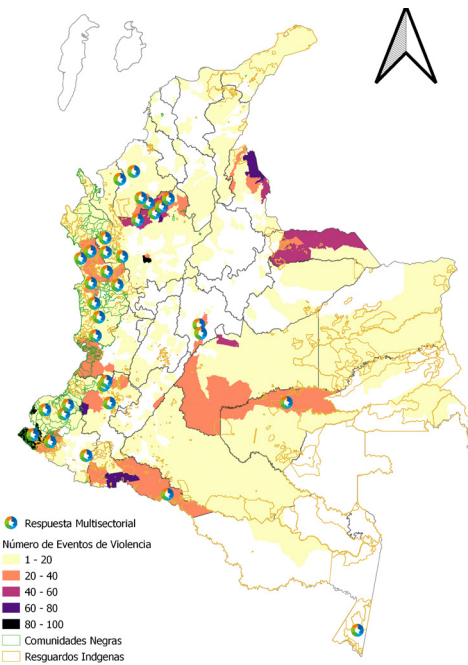 Respuesta Multisectorial
Número de Eventos de Violencia
1 - 20
20 - 40
40 - 60
60 - 80
80 - 100
Comunidades Negras
Resguardos Indgenas